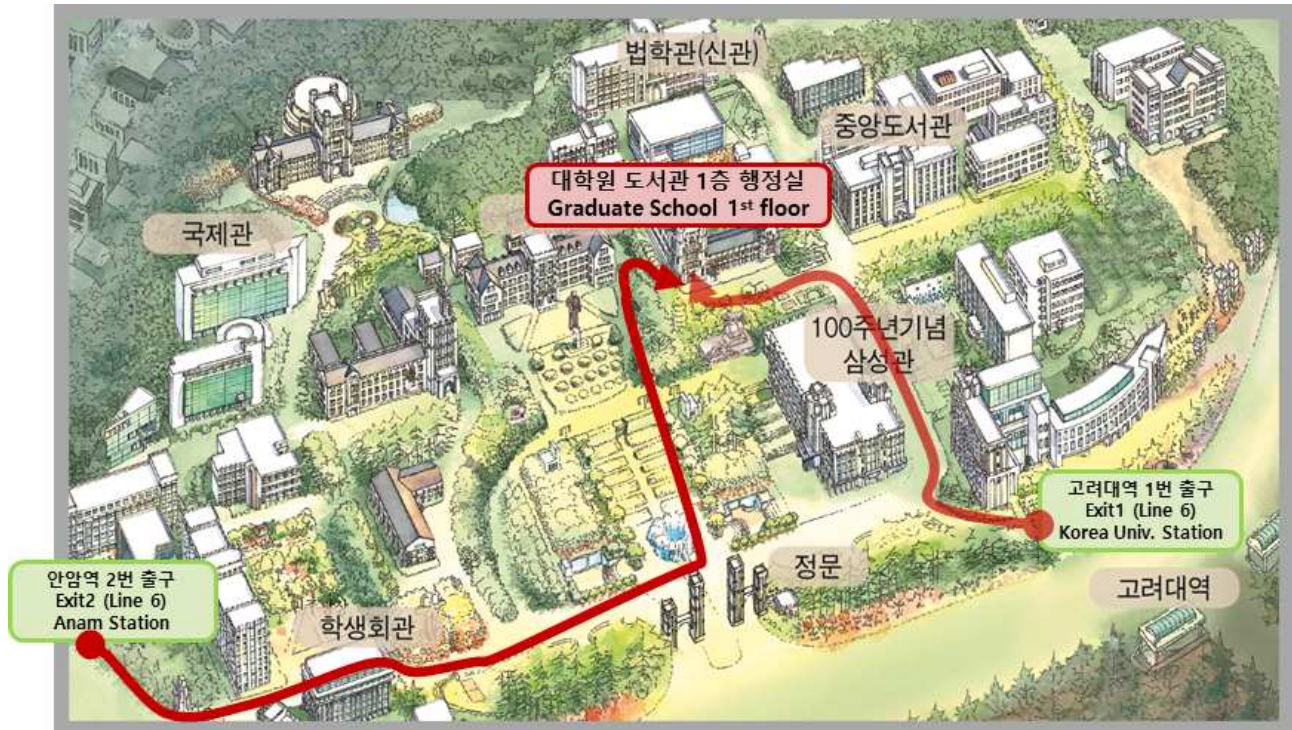 법학관(신관)
중앙도서관
대학원 도서관 1층 행정실
Graduate School 1st floor
국제관
100주년기념
삼성관
고려대역 1번 출구
Exit1 (Line 6)
Korea Univ. Station
정문
안암역 2번 출구
Exit2 (Line 6)
Anam Station
고려대역
학생회관